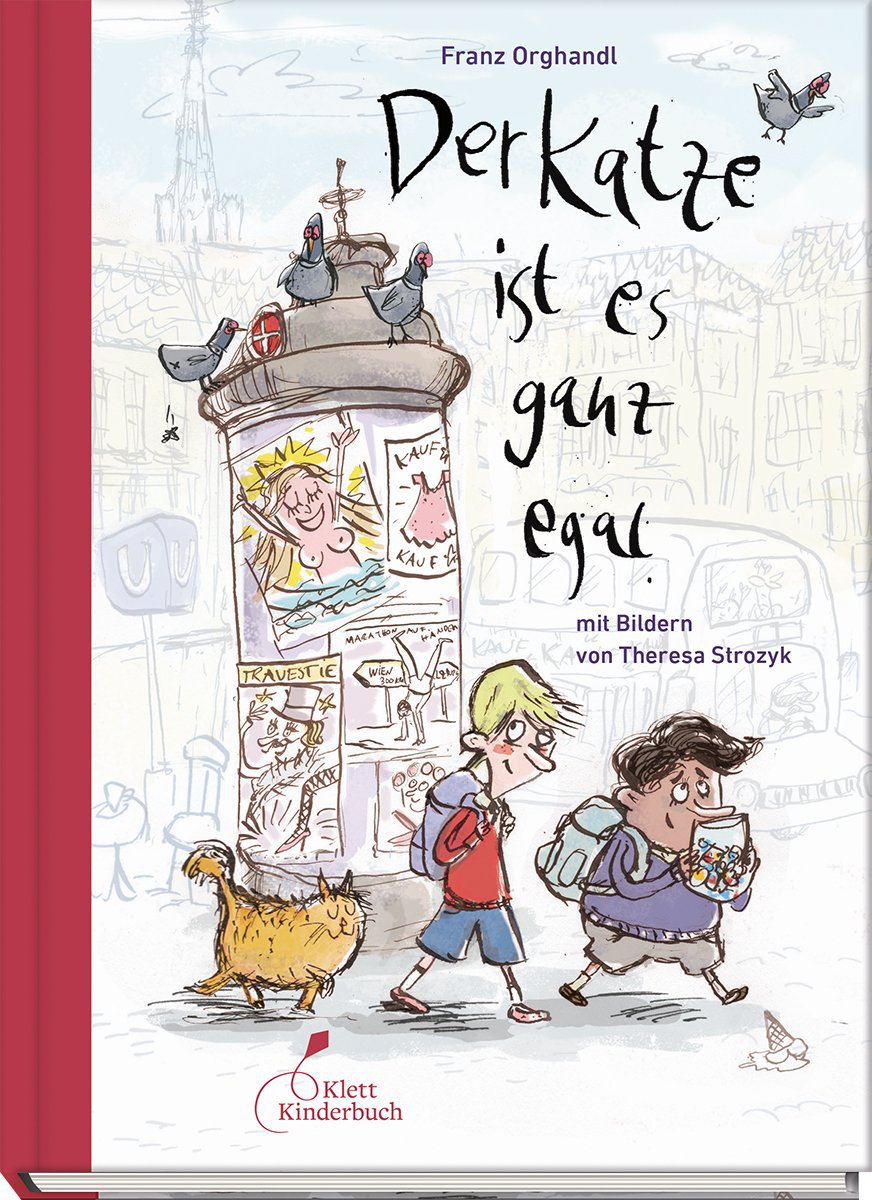 Franz Orghandl
Der Katze
ist es
ganz
egal
mit Bildern
von Theresa Strozyk
KAUF
KAUF
MARATHON AUF HÄNDEN
WIEN
300KM
TRAVESTIE
U U
Klett
Kinderbuch